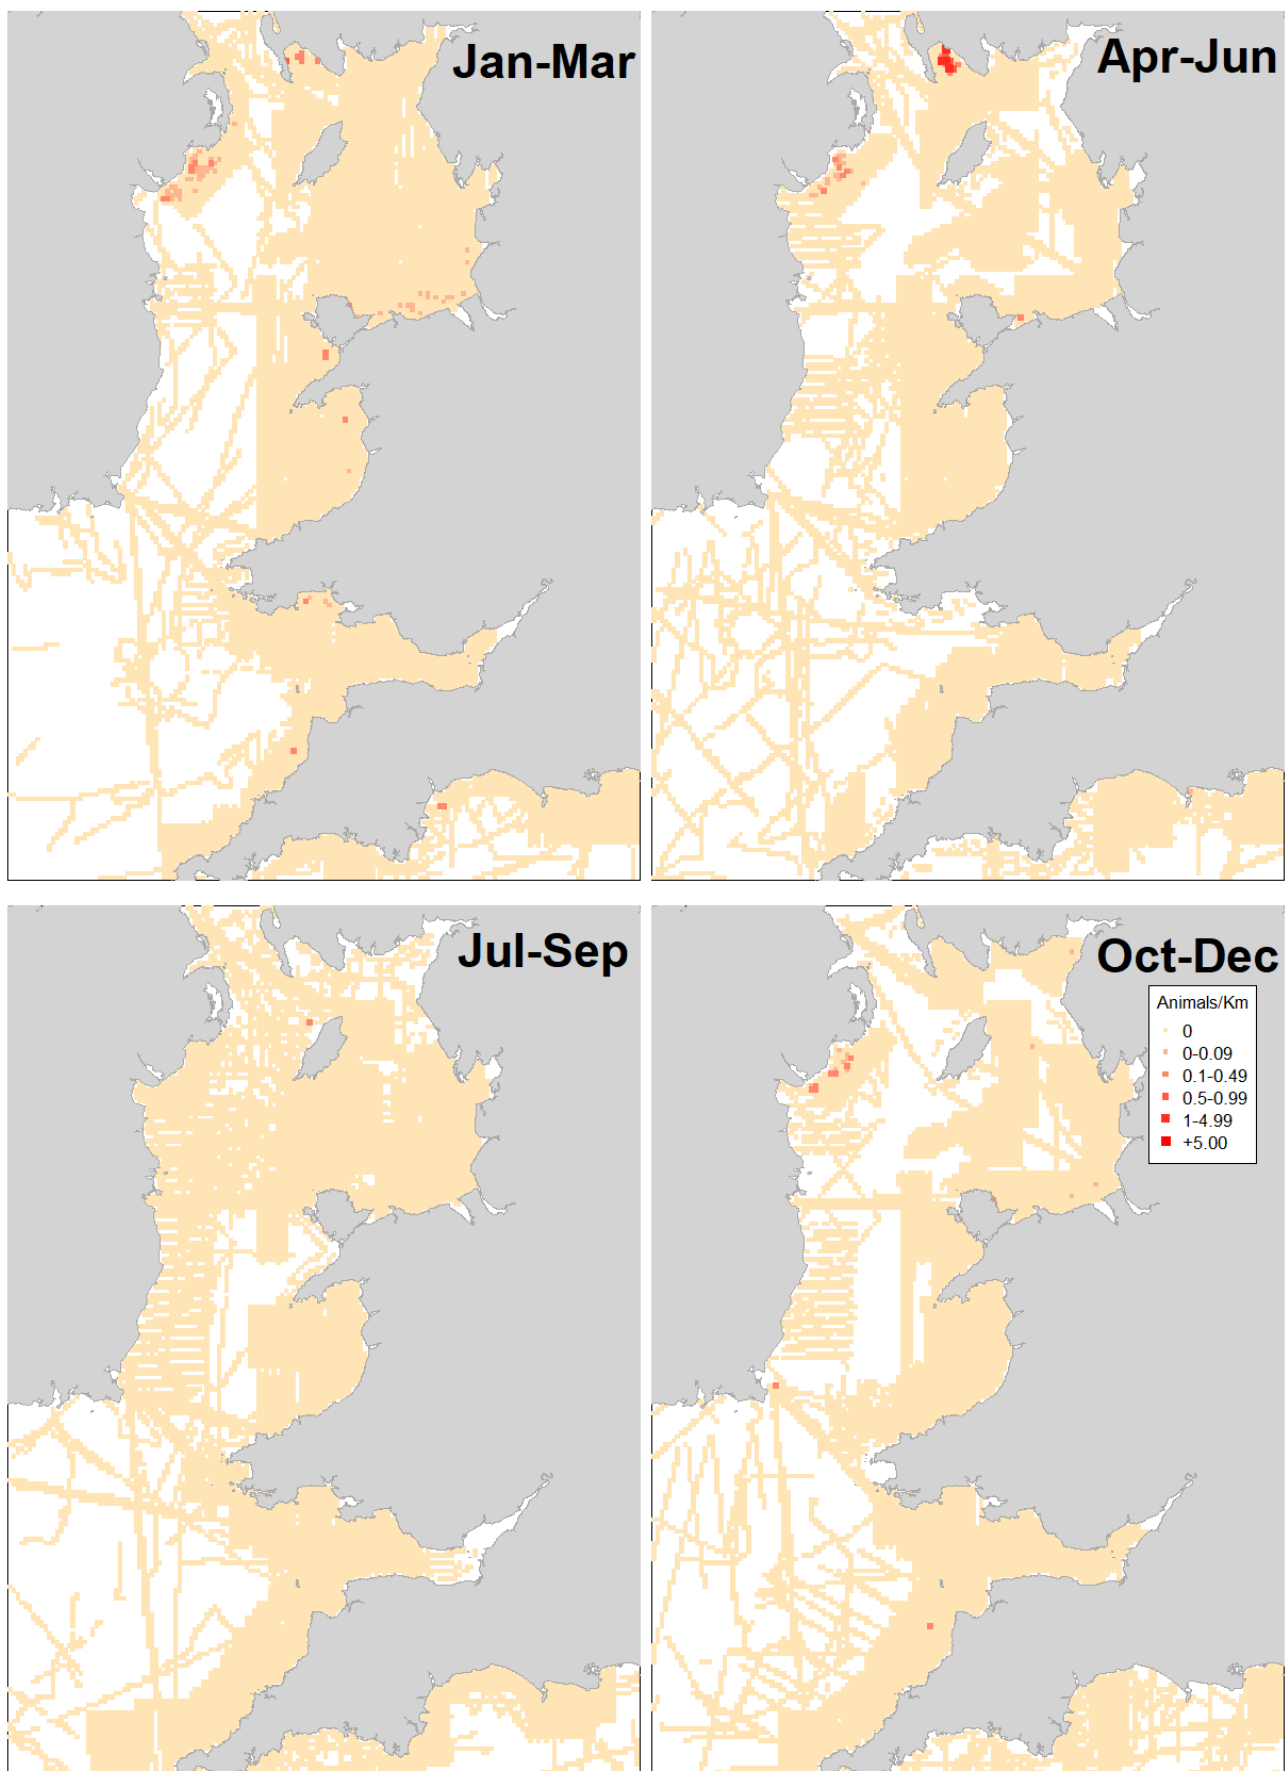 Jan-Mar
Apr-Jun
Jul-Sep
Oct-Dec
Animals/Km
0
0-0.09
0.1-0.49
0.5-0.99
1-4.99
+5.00